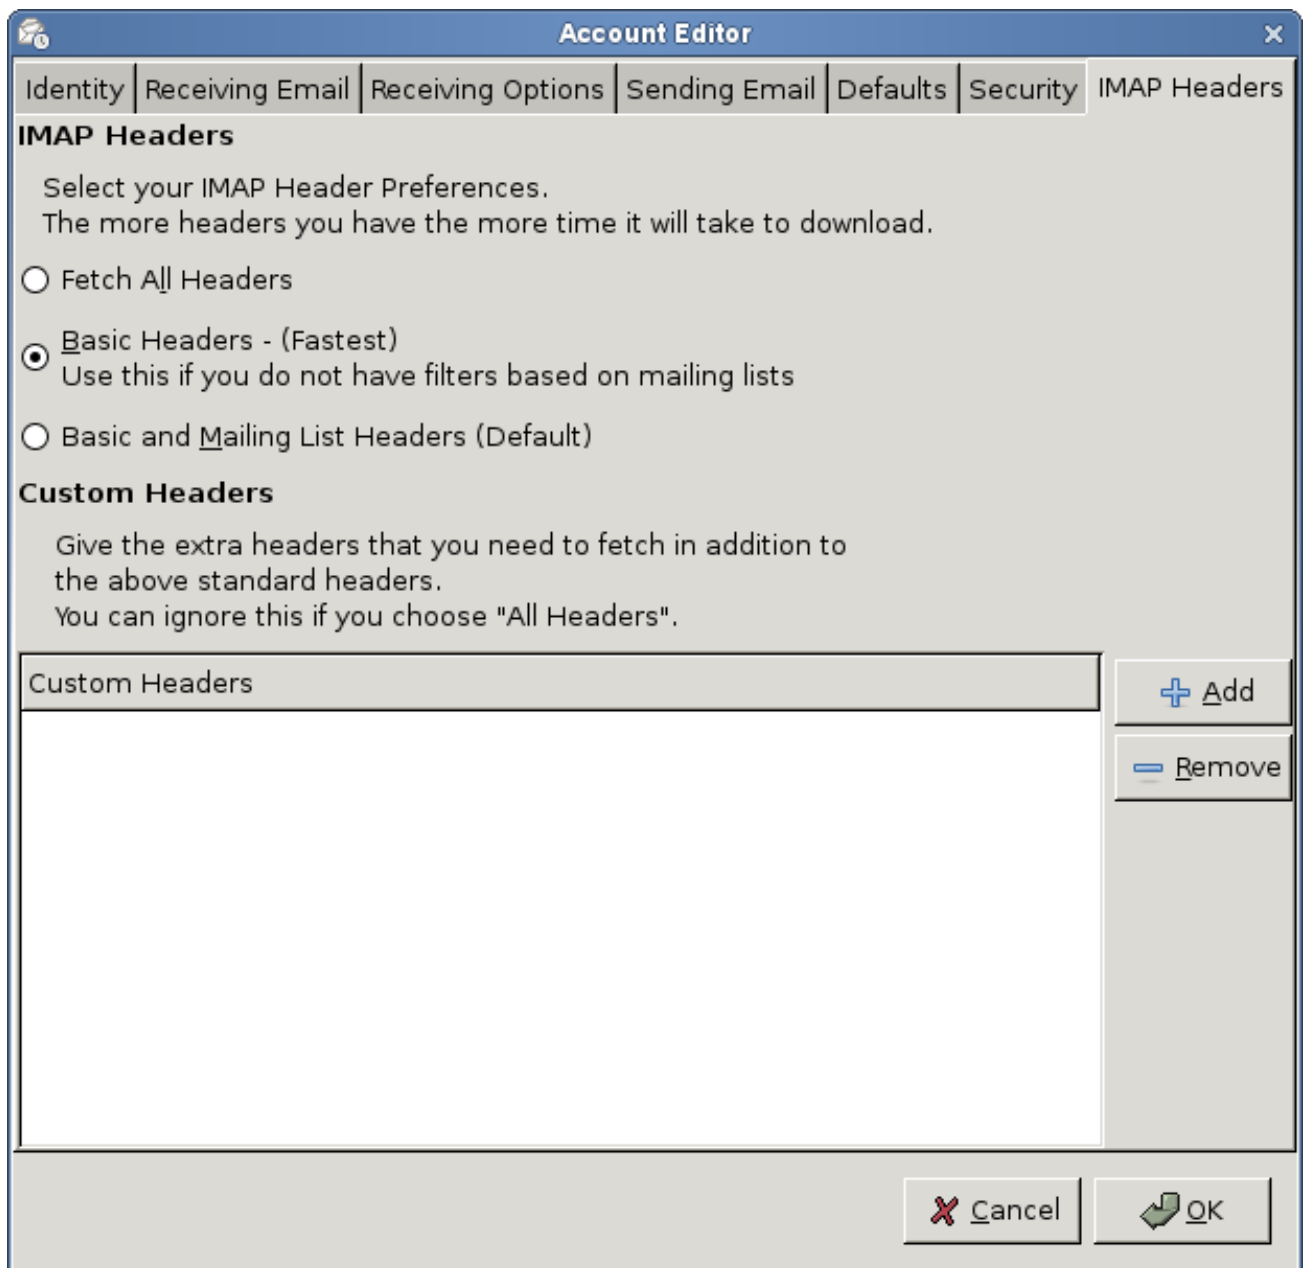 Account Editor
Identity Receiving Email Receiving Options Sending Email Defaults Security IMAP Headers
IMAP Headers
Select your IMAP Header Preferences.
The more headers you have the more time it will take to download.
Fetch All Headers
Basic Headers - (Fastest)
Use this if you do not have filters based on mailing lists
Basic and Mailing List Headers (Default)
Custom Headers
Give the extra headers that you need to fetch in addition to
the above standard headers.
You can ignore this if you choose "All Headers".
Custom Headers
Add
Remove
Cancel OK